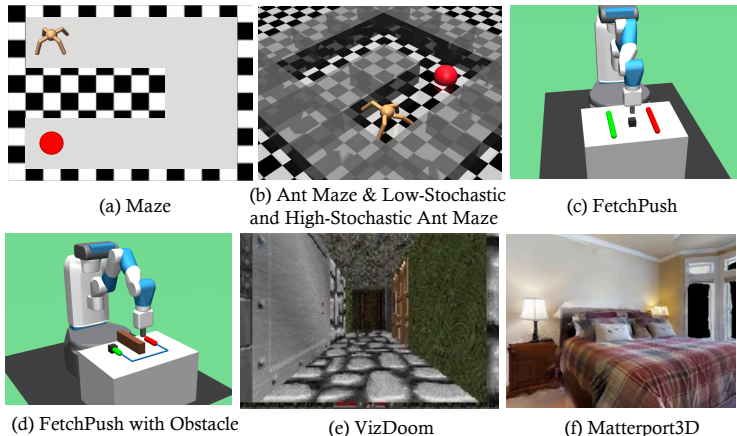 (a) Maze
(b) Ant Maze & Low-Stochastic
and High-Stochastic Ant Maze
(c) FetchPush
(d) FetchPush with Obstacle
(e) VizDoom
(f) Matterport3D